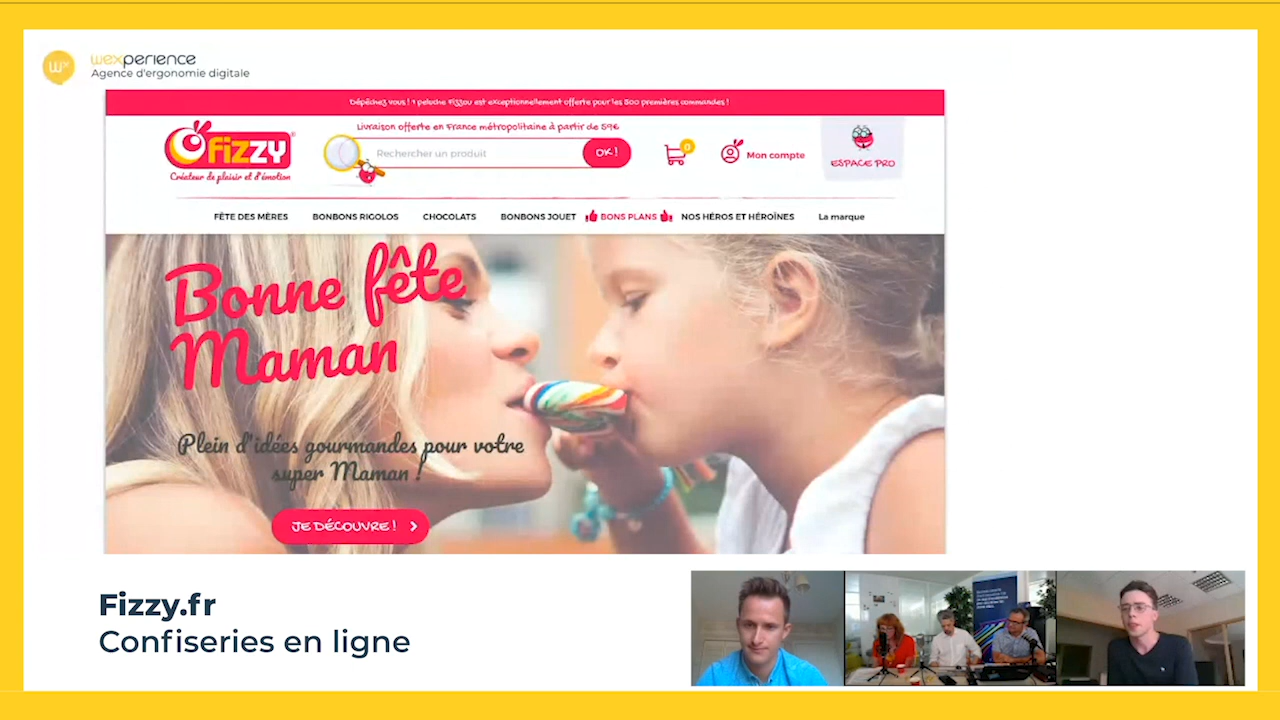 wexperience
Agence d'ergonomie digitale
Dépêchez vous ! 1 peluche Fizzou est exceptionnellement offerte pour les 500 premières commandes !
Livraison offerte en France métropolitaine à partir de 59€
fizzy
Créateur de plaisir et d'émotion
Rechercher un produit
OK !
0
Mon compte
ESPACE PRO
FÊTE DES MÈRES BONBONS RIGOLOS CHOCOLATS BONBONS JOUET BONS PLANS NOS HÉROS ET HÉROÏNES La marque
Bonne fête
Maman
Plein d'idées gourmandes pour votre
super Maman !
JE DÉCOUVRE !
Fizzy.fr
Confiseries en ligne